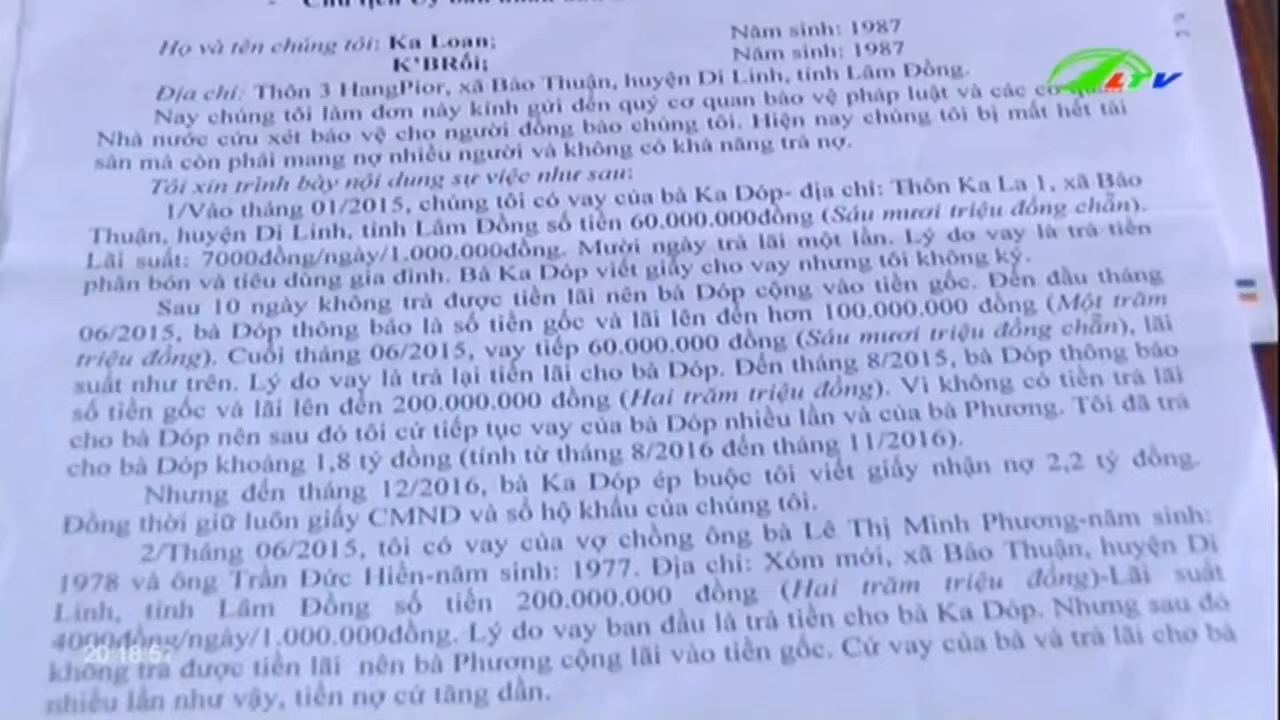 Họ và tên chúng tôi: Ka Loan; Năm sinh: 1987
K'BRối; Năm sinh: 1987
Địa chỉ: Thôn 3 HangPior, xã Bảo Thuận, huyện Di Linh, tỉnh Lâm Đồng.
Nay chúng tôi làm đơn này kính gửi đến quý cơ quan bảo vệ pháp luật và các cơ
LTV
Nhà nước cứu xét bảo vệ cho người đồng bào chúng tôi. Hiện nay chúng tôi bị mất hết tài
sản mà còn phải mang nợ nhiều người và không có khả năng trả nợ.
Tôi xin trình bày nội dung sự việc như sau:
1/Vào tháng 01/2015, chúng tôi có vay của bà Ka Dóp- địa chỉ: Thôn Ka La 1, xã Bảo
Thuận, huyện Di Linh, tỉnh Lâm Đồng số tiền 60.000.000đồng (Sáu mươi triệu đồng chẵn).
Lãi suất: 7000đồng/ngày/1.000.000đồng. Mười ngày trả lãi một lần. Lý do vay là trả tiền
phân bón và tiêu dùng gia đình. Bà Ka Dóp viết giấy cho vay nhưng tôi không ký.
Sau 10 ngày không trả được tiền lãi nên bà Dóp cộng vào tiền gốc. Đến đầu tháng
06/2015, bà Dóp thông báo là số tiền gốc và lãi lên đến hơn 100.000.000 đồng (Một trăm
triệu đồng). Cuối tháng 06/2015, vay tiếp 60.000.000 đồng (Sáu mươi triệu đồng chẵn), lãi
suất như trên. Lý do vay là trả lại tiền lãi cho bà Dóp. Đến tháng 8/2015, bà Dóp thông báo
số tiền gốc và lãi lên đến 200.000.000 đồng (Hai trăm triệu đồng). Vì không có tiền trả lãi
cho bà Dóp nên sau đó tôi cứ tiếp tục vay của bà Dóp nhiều lần và của bà Phương. Tôi đã trả
cho bà Dóp khoảng 1,8 tỷ đồng (tính từ tháng 8/2016 đến tháng 11/2016).
Nhưng đến tháng 12/2016, bà Ka Dóp ép buộc tôi viết giấy nhận nợ 2,2 tỷ đồng.
Đồng thời giữ luôn giấy CMND và sổ hộ khẩu của chúng tôi.
2/Tháng 06/2015, tôi có vay của vợ chồng ông bà Lê Thị Minh Phương-năm sinh:
1978 và ông Trần Đức Hiền-năm sinh: 1977. Địa chỉ: Xóm mới, xã Bảo Thuận, huyện Di
Linh, tỉnh Lâm Đồng số tiền 200.000.000 đồng (Hai trăm triệu đồng)-Lãi suất
4000đồng/ngày/1.000.000đồng. Lý do vay ban đầu là trả tiền cho bà Ka Dóp. Nhưng sau đó
không trả được tiền lãi nên bà Phương cộng lãi vào tiền gốc. Cứ vay của bà và trả lãi cho bà
20:18:57
nhiều lần như vậy, tiền nợ cứ tăng dần.